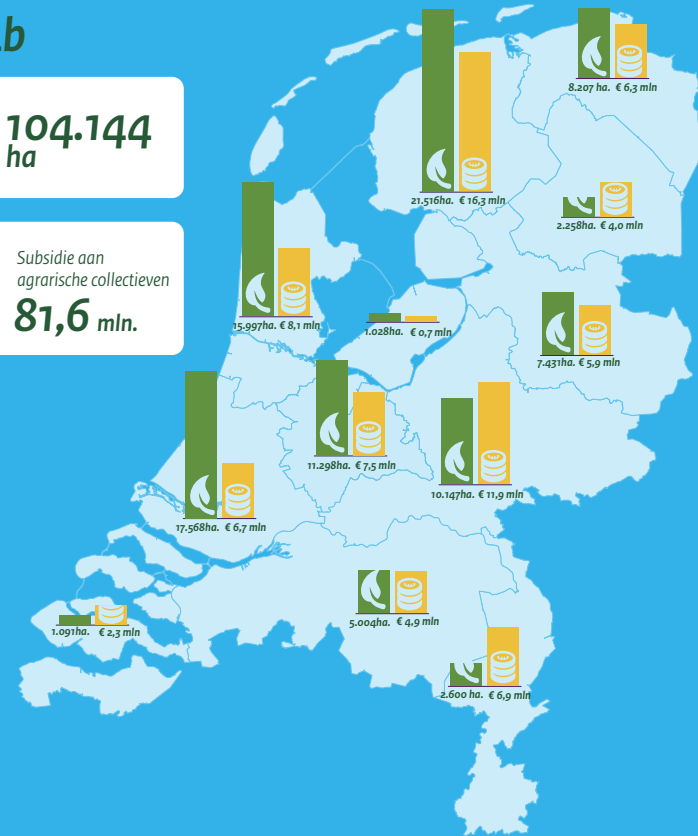 .b
104.144
ha
Subsidie aan
agrarische collectieven
81,6 mln.
8.207 ha. € 6,3 mln
21.516ha. € 16,3 mln
2.258ha. € 4,0 mln
15.997ha. € 8,1 mln
1.028ha. € 0,7 mln
7.431ha. € 5,9 mln
11.298ha. € 7,5 mln
10.147ha. € 11,9 mln
17.568ha. € 6,7 mln
5.004ha. € 4,9 mln
1.091ha. € 2,3 mln
2.600 ha. € 6,9 mln